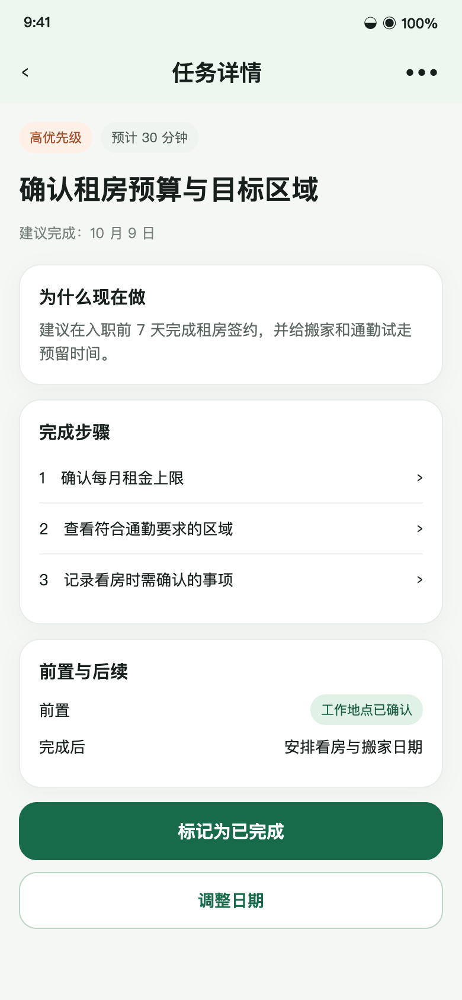 9:41
100%
任务详情
高优先级
预计 30 分钟
确认租房预算与目标区域
建议完成：10 月 9 日
为什么现在做
建议在入职前 7 天完成租房签约，并给搬家和通勤试走
预留时间。
完成步骤
1 确认每月租金上限
2 查看符合通勤要求的区域
3 记录看房时需确认的事项
前置与后续
前置 工作地点已确认
完成后 安排看房与搬家日期
标记为已完成
调整日期